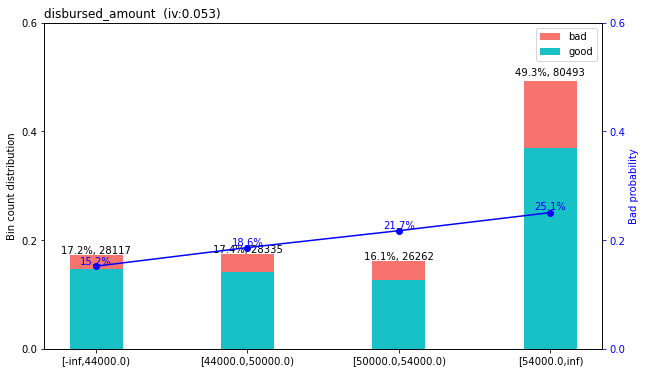 disbursed_amount (iv:0.053)
bad
good
Bin count distribution
Bad probability
0.6
0.4
0.2
0.0
0.6
0.4
0.2
0.0
17.2%, 28117
17.4%, 28335
16.1%, 26262
49.3%, 80493
15.2%
18.6%
21.7%
25.1%
[-inf,44000.0)
[44000.0,50000.0)
[50000.0,54000.0)
[54000.0,inf)